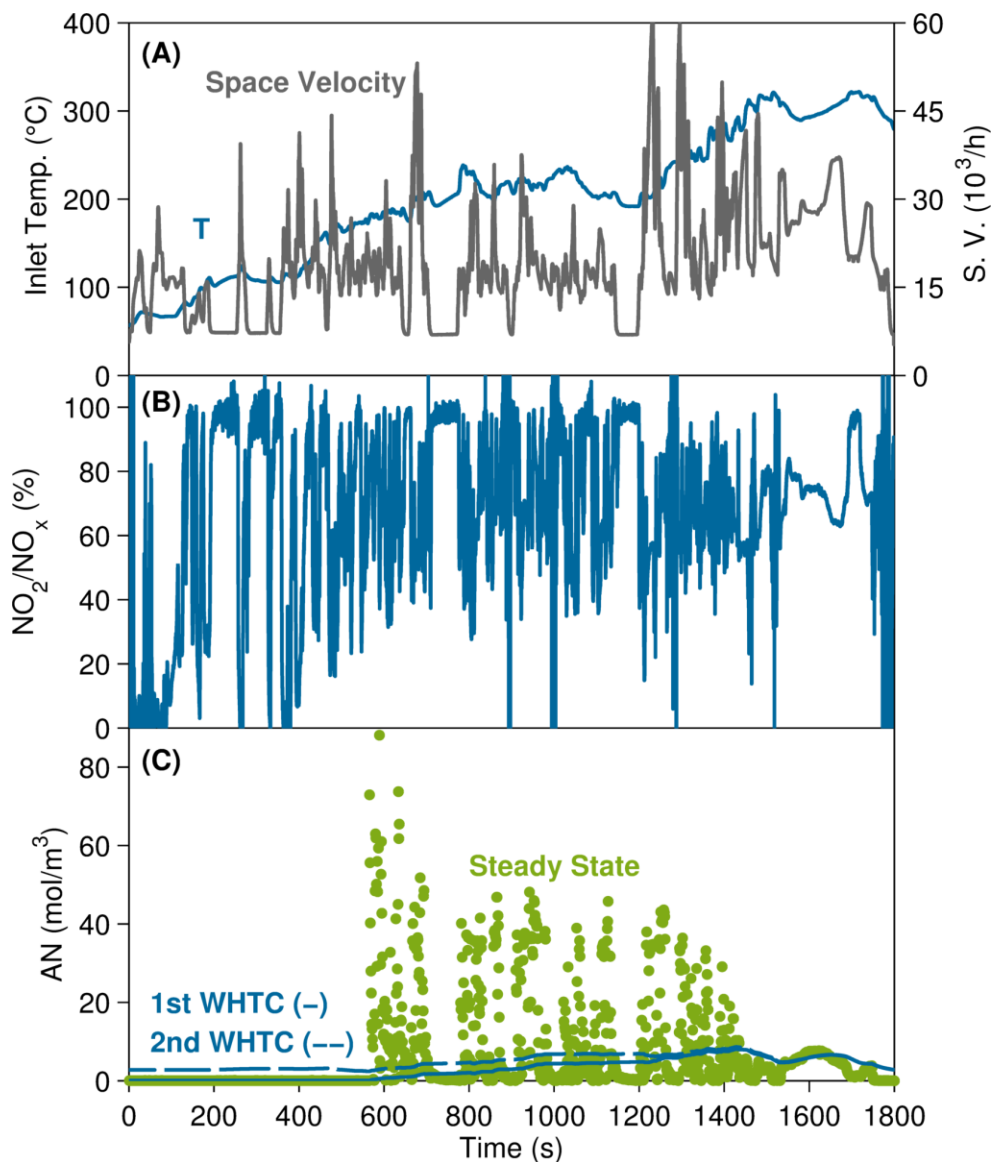 400
60
(A)
Space Velocity
300
45
Inlet Temp. (°C)
S. V. (10³/h)
200
30
T
100
15
0
0
(B)
100
80
NO₂/NOₓ (%)
60
40
20
0
(C)
80
60
Steady State
AN (mol/m³)
40
20
1st WHTC (−)
2nd WHTC (−−)
0
0 200 400 600 800 1000 1200 1400 1600 1800
Time (s)